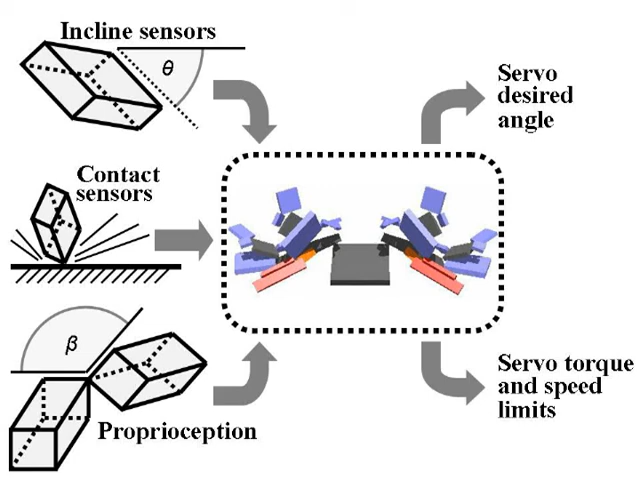 Incline sensors
θ
Contact
sensors
β
Proprioception
Servo
desired
angle
Servo torque
and speed
limits